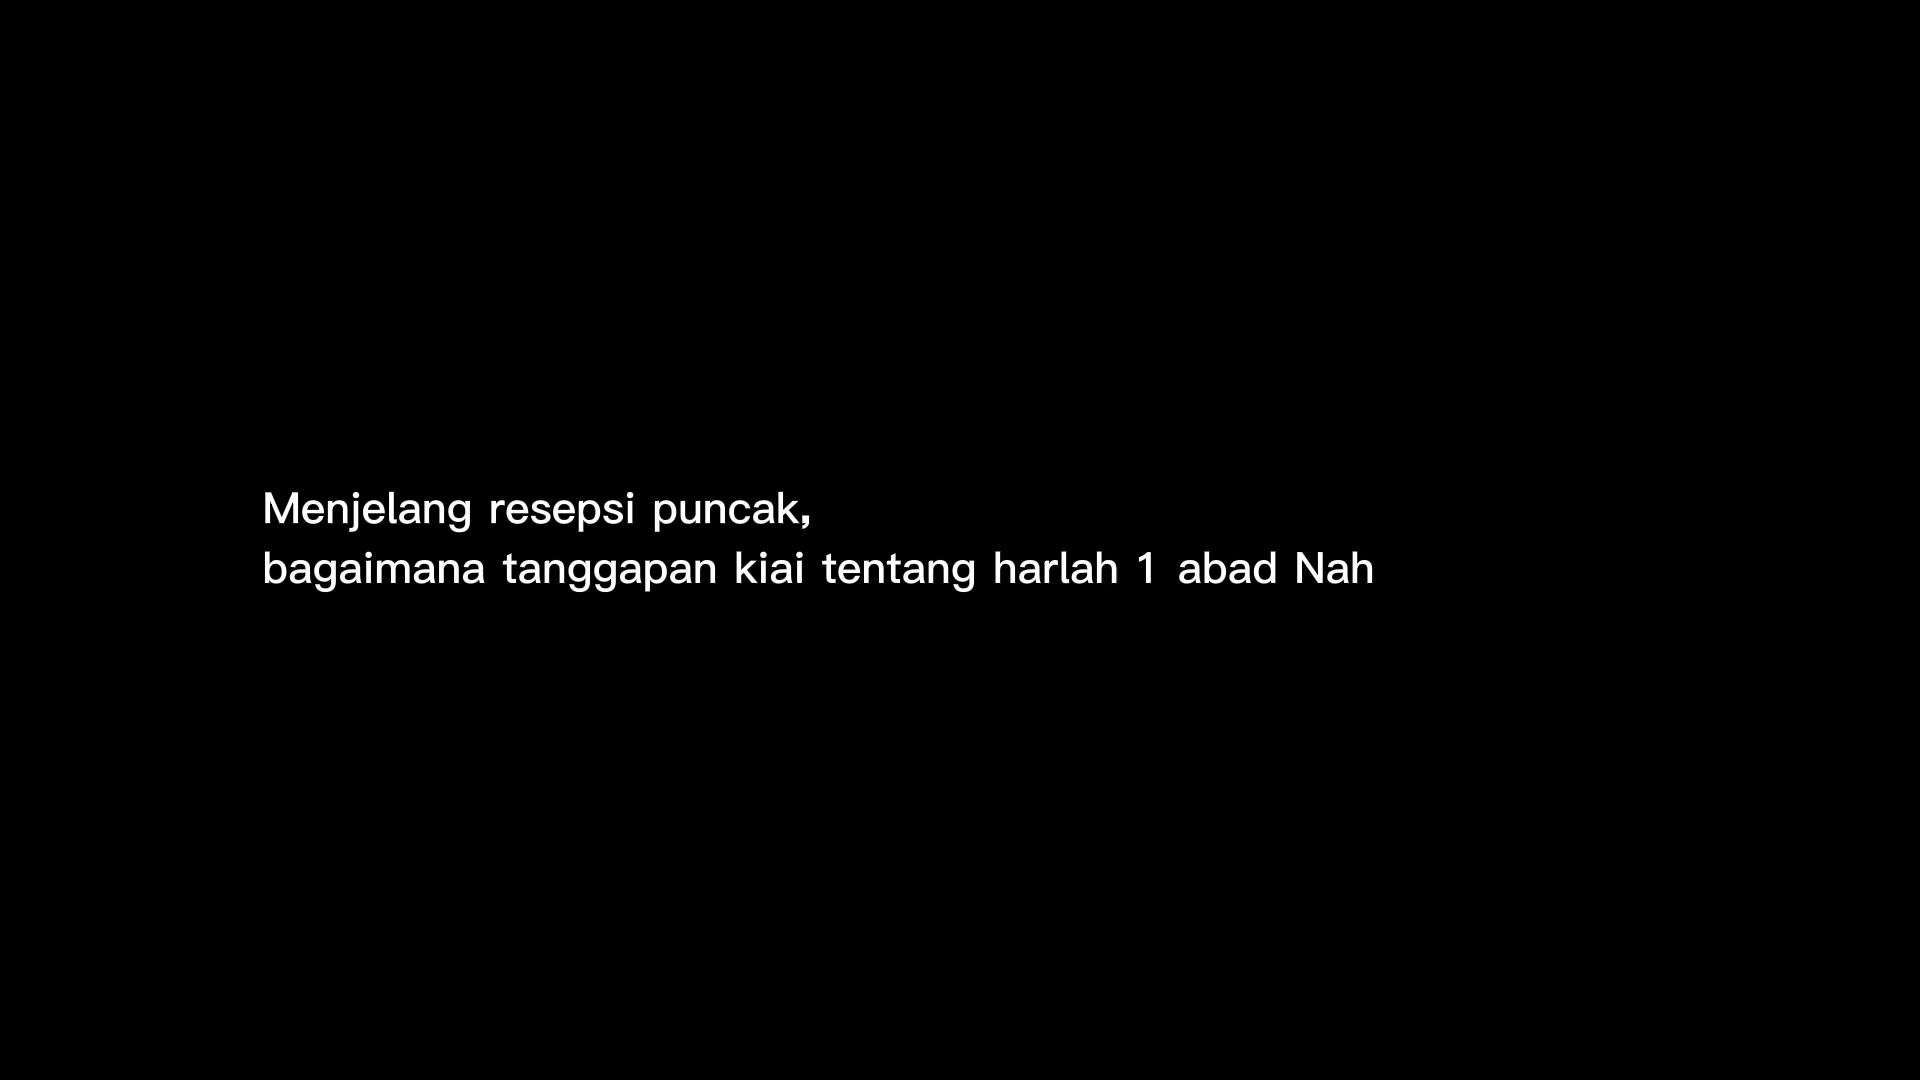 Menjelang resepsi puncak,
bagaimana tanggapan kiai tentang harlah 1 abad Nah